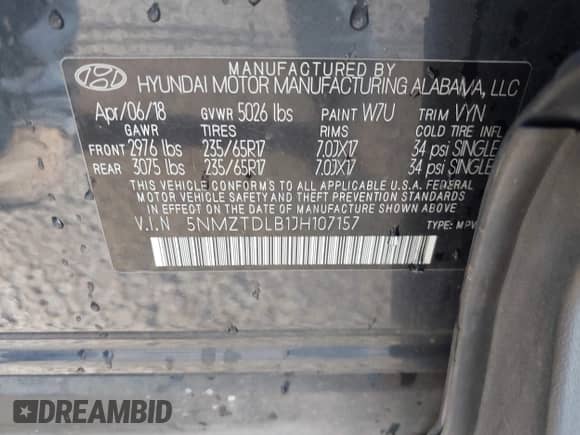 MANUFACTURED BY
HYUNDAI MOTOR MANUFACTURING ALABAMA, LLC
Apr/06/18 GVWR 5026 lbs PAINT W7U TRIM VYN
GAWR TIRES RIMS COLD TIRE INFL
FRONT 2976 lbs 235/65R17 7.0JX17 34 psi SINGLE
REAR 3075 lbs 235/65R17 7.0JX17 34 psi SINGLE
THIS VEHICLE CONFORMS TO ALL APPLICABLE U.S.A. FEDERAL
MOTOR VEHICLE SAFETY AND THEFT PREVENTION STANDARDS
IN EFFECT ON THE DATE OF MANUFACTURE SHOWN ABOVE.
V.I.N 5NMZTDLB1JH107157 TYPE: MPV
DREAMBID